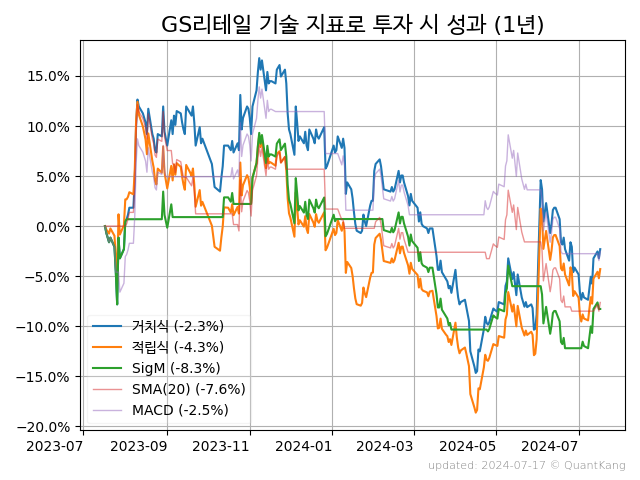 GS리테일 기술 지표로 투자 시 성과 (1년)
15.0%
10.0%
5.0%
0.0%
−5.0%
−10.0%
−15.0%
−20.0%
거치식 (-2.3%)
적립식 (-4.3%)
SigM (-8.3%)
SMA(20) (-7.6%)
MACD (-2.5%)
2023-07
2023-09
2023-11
2024-01
2024-03
2024-05
2024-07
updated: 2024-07-17 © QuantKang